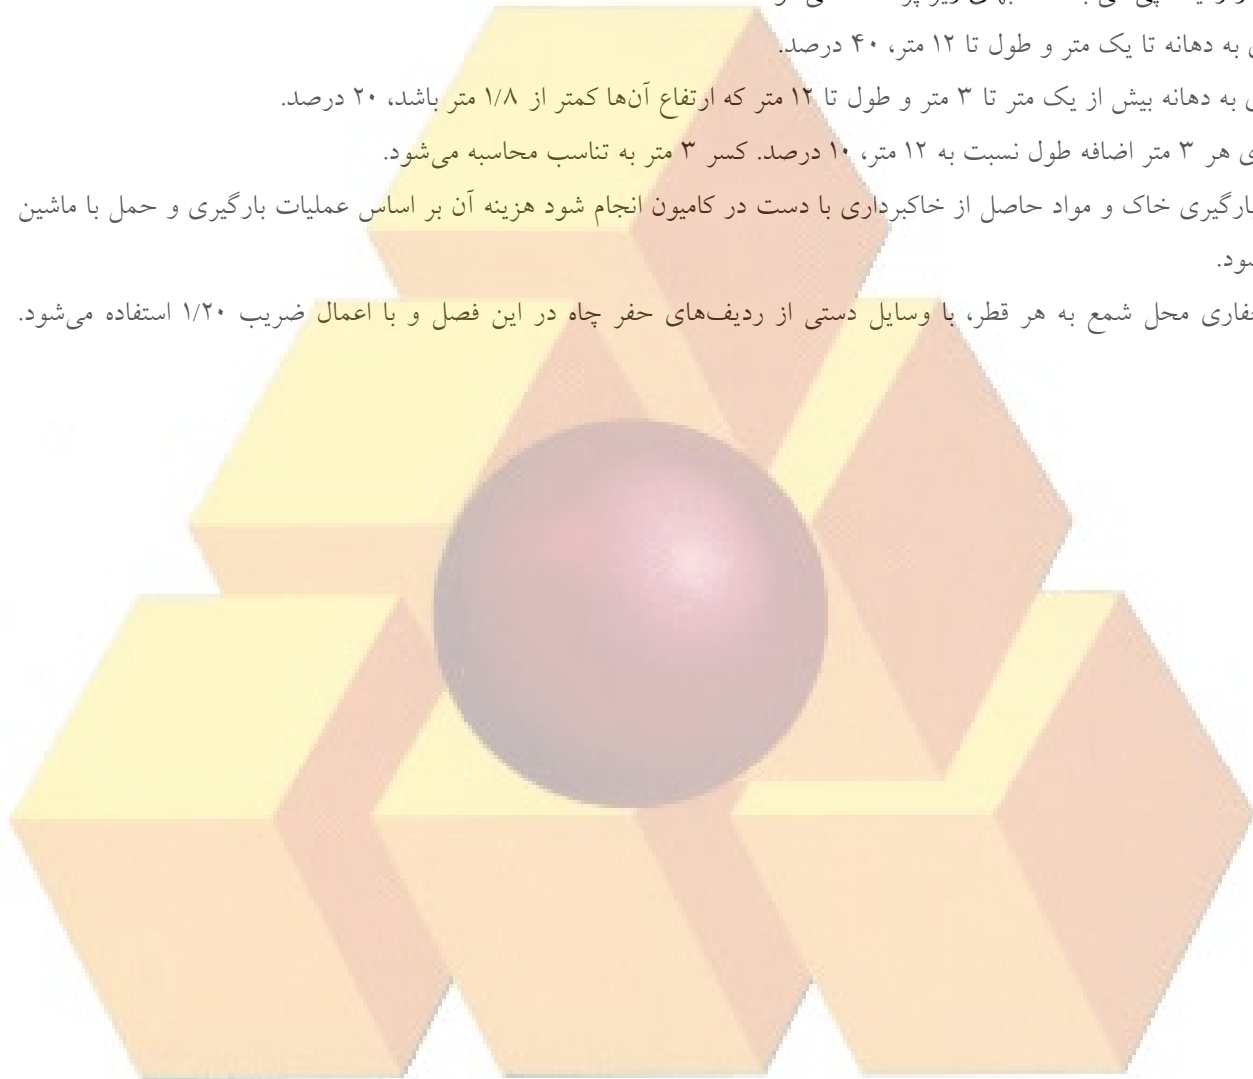 به دهانه تا یک متر و طول تا ۱۲ متر، ۴۰ درصد.
به دهانه بیش از یک متر تا ۳ متر و طول تا ۱۲ متر که ارتفاع آن‌ها کمتر از ۱/۸ متر باشد، ۲۰ درصد.
هر ۳ متر اضافه طول نسبت به ۱۲ متر، ۱۰ درصد. کسر ۳ متر به تناسب محاسبه می‌شود.
بارگیری خاک و مواد حاصل از خاکبرداری با دست در کامیون انجام شود هزینه آن بر اساس عملیات بارگیری و حمل با ماشین
محل شمع به هر قطر، با وسایل دستی از ردیف‌های حفر چاه در این فصل و با اعمال ضریب ۱/۲۰ استفاده می‌شود.